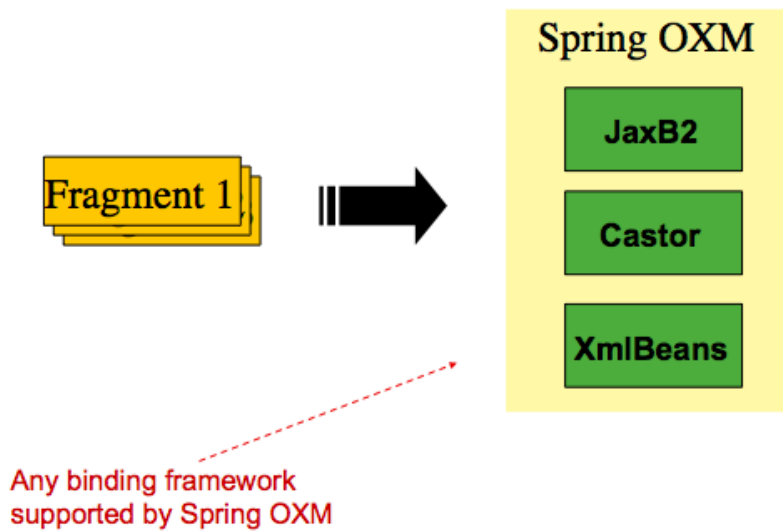 Spring OXM
JaxB2
Fragment 1
Castor
XmlBeans
Any binding framework
supported by Spring OXM